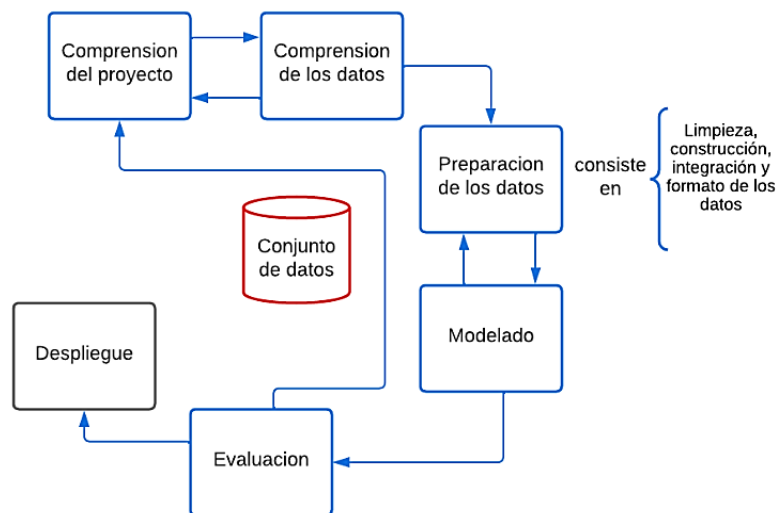 Comprension
del proyecto
Comprension
de los datos
Preparacion
de los datos
consiste
en
Limpieza,
construcción,
integración y
formato de los
datos
Conjunto
de datos
Modelado
Despliegue
Evaluacion